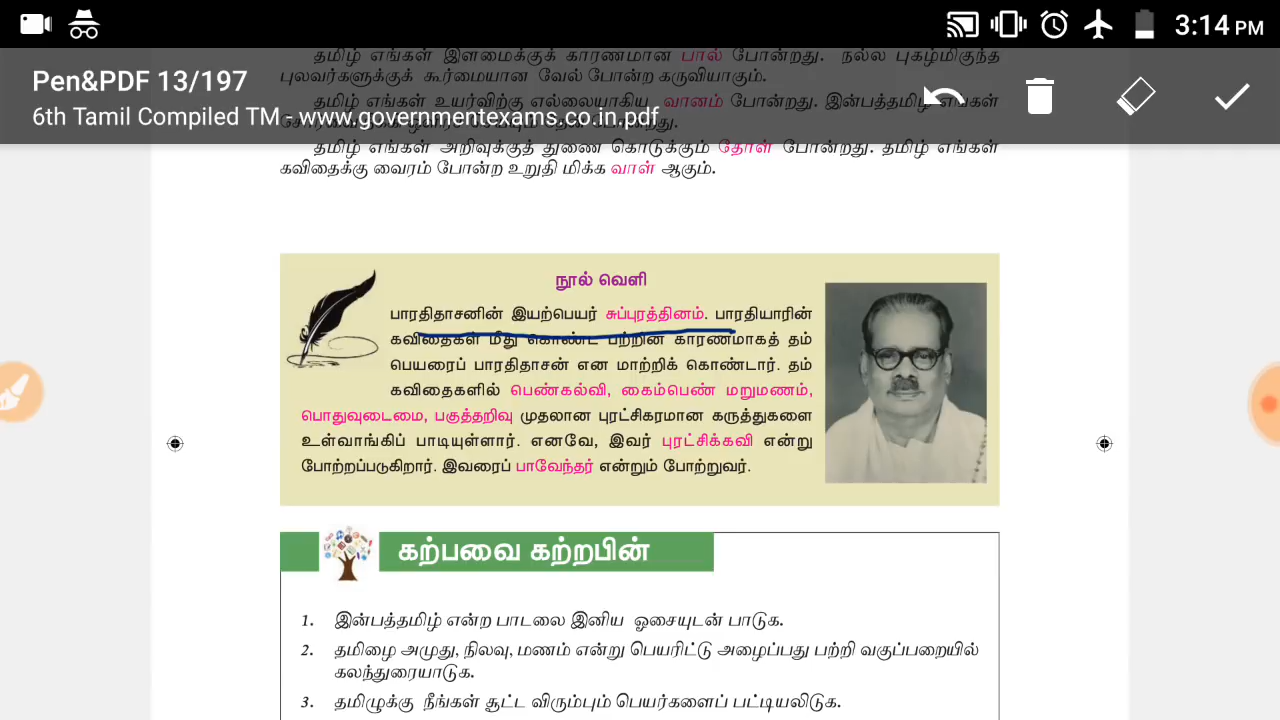 3:14 PM
Pen&PDF 13/197
6th Tamil Compiled TM - www.governmentexams.co.in.pdf
தமிழ் எங்கள் இளமைக்குக் காரணமான பால் போன்றது. நல்ல புகழ்மிகுந்த
புலவர்களுக்குக் கூர்மையான வேல் போன்ற கருவியாகும்.
தமிழ் எங்கள் உயர்விற்கு எல்லையாகிய வானம் போன்றது. இன்பத்தமிழ் எங்கள்
தமிழ் எங்கள் அறிவுக்குத் துணை கொடுக்கும் தோள் போன்றது. தமிழ் எங்கள்
கவிதைக்கு வைரம் போன்ற உறுதி மிக்க வாள் ஆகும்.
நூல் வெளி
பாரதிதாசனின் இயற்பெயர் சுப்புரத்தினம். பாரதியாரின்
கவிதைகள் மீது கொண்ட பற்றின் காரணமாகத் தம்
பெயரைப் பாரதிதாசன் என மாற்றிக் கொண்டார். தம்
கவிதைகளில் பெண்கல்வி, கைம்பெண் மறுமணம்,
பொதுவுடைமை, பகுத்தறிவு முதலான புரட்சிகரமான கருத்துகளை
உள்வாங்கிப் பாடியுள்ளார். எனவே, இவர் புரட்சிக்கவி என்று
போற்றப்படுகிறார். இவரைப் பாவேந்தர் என்றும் போற்றுவர்.
கற்பவை கற்றபின்
1. இன்பத்தமிழ் என்ற பாடலை இனிய ஓசையுடன் பாடுக.
2. தமிழை அமுது, நிலவு, மணம் என்று பெயரிட்டு அழைப்பது பற்றி வகுப்பறையில்
கலந்துரையாடுக.
3. தமிழுக்கு நீங்கள் சூட்ட விரும்பும் பெயர்களைப் பட்டியலிடுக.